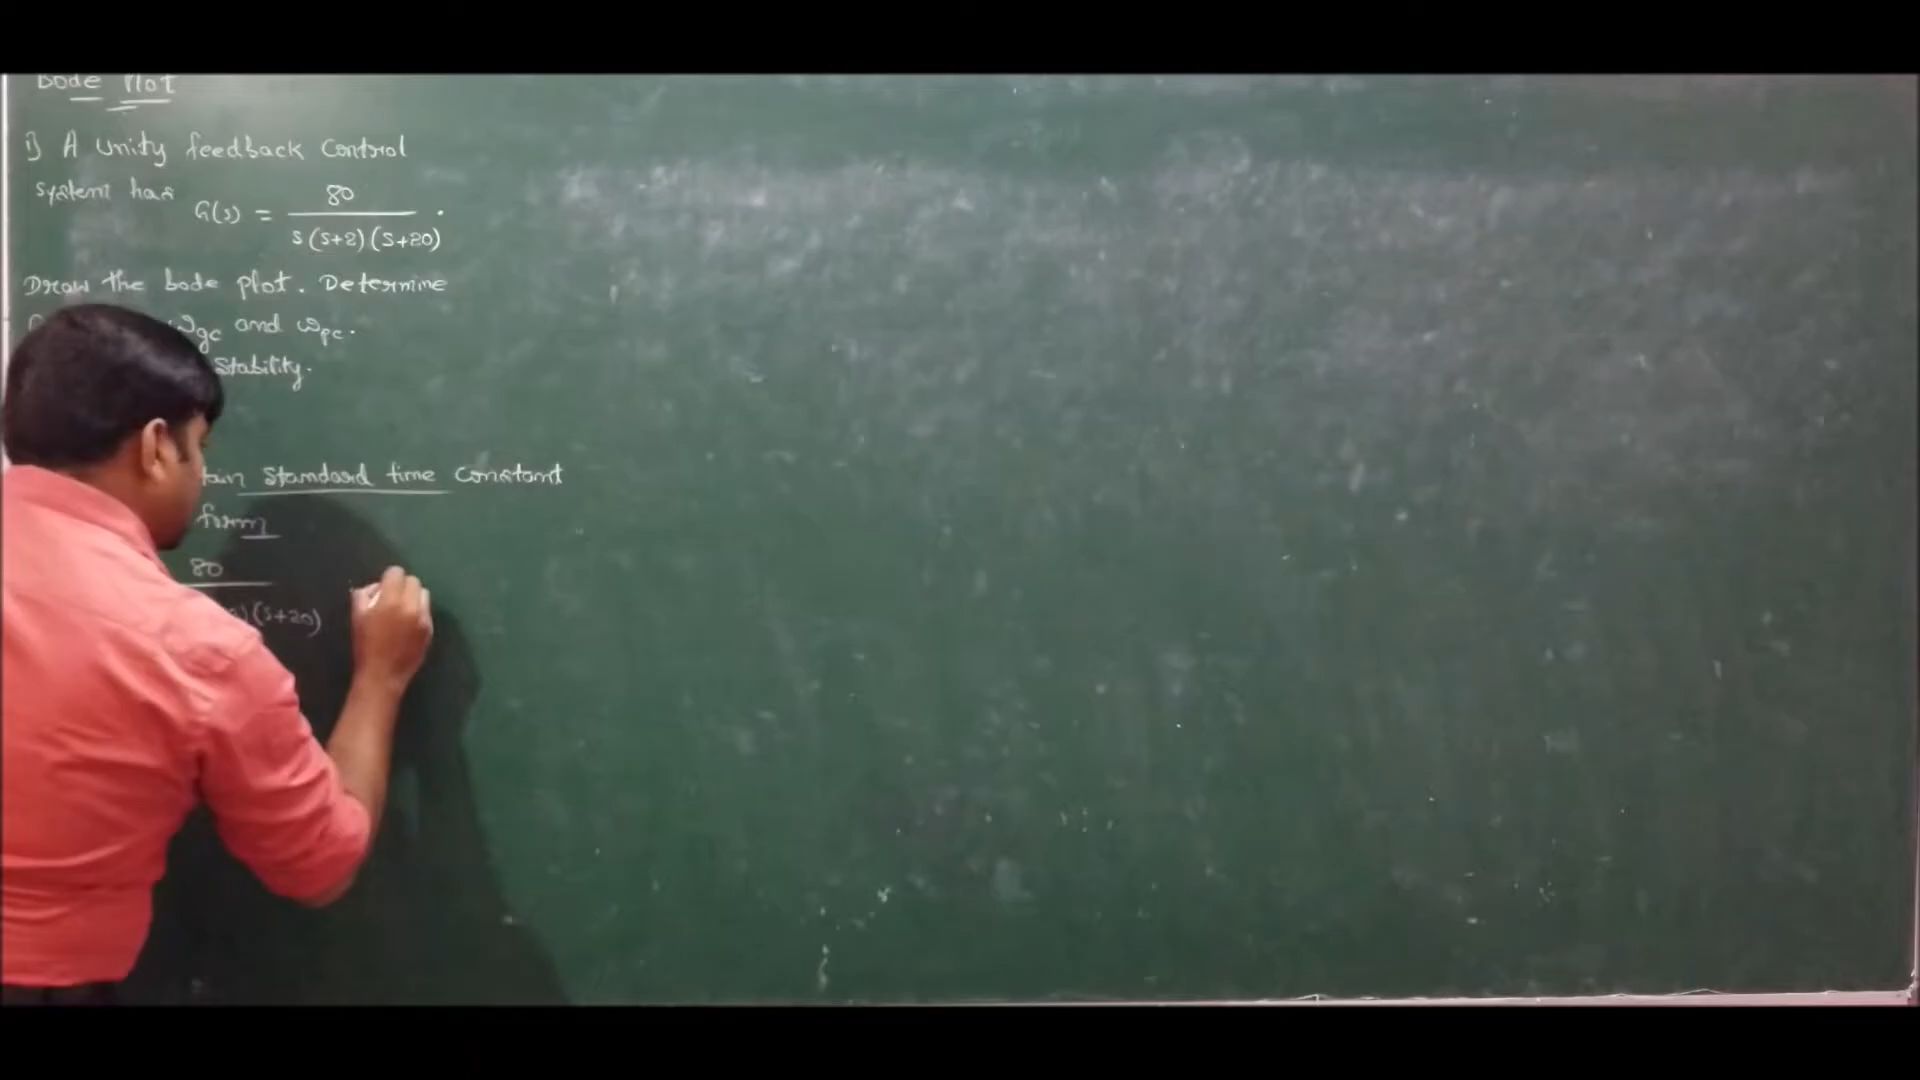 Bode Plot
1) A Unity feedback Control
system has G(s) = 80 / s(s+2)(s+20).
Draw the bode plot. Determine
ωgc and ωpc.
Stability.
Standard time Constant
form
80
(s+20)